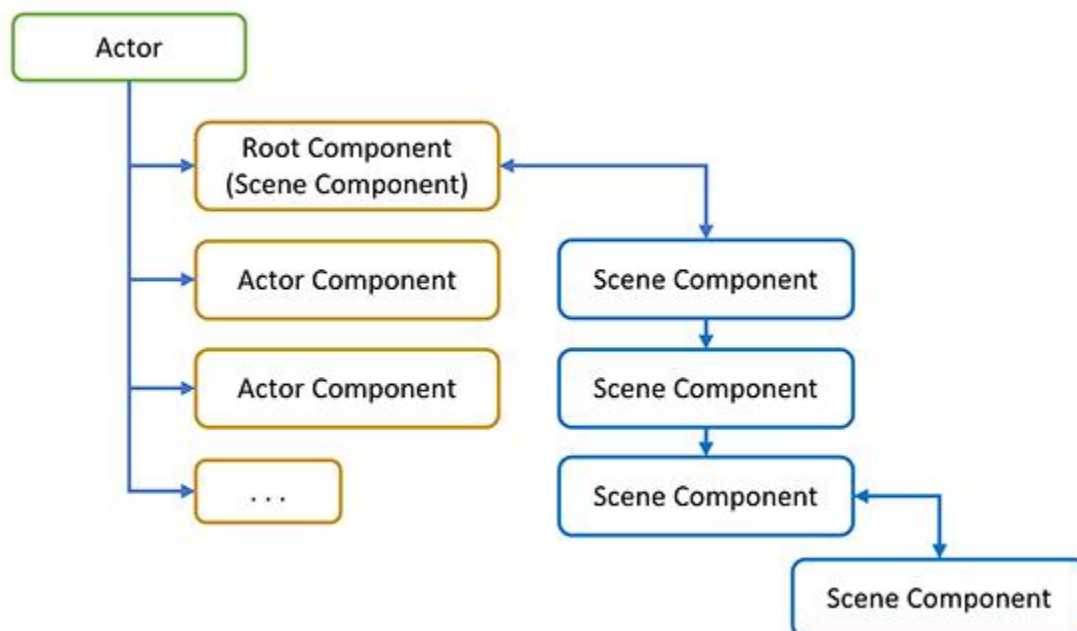 Actor
Root Component
(Scene Component)
Actor Component
Scene Component
Actor Component
Scene Component
. . .
Scene Component
Scene Component